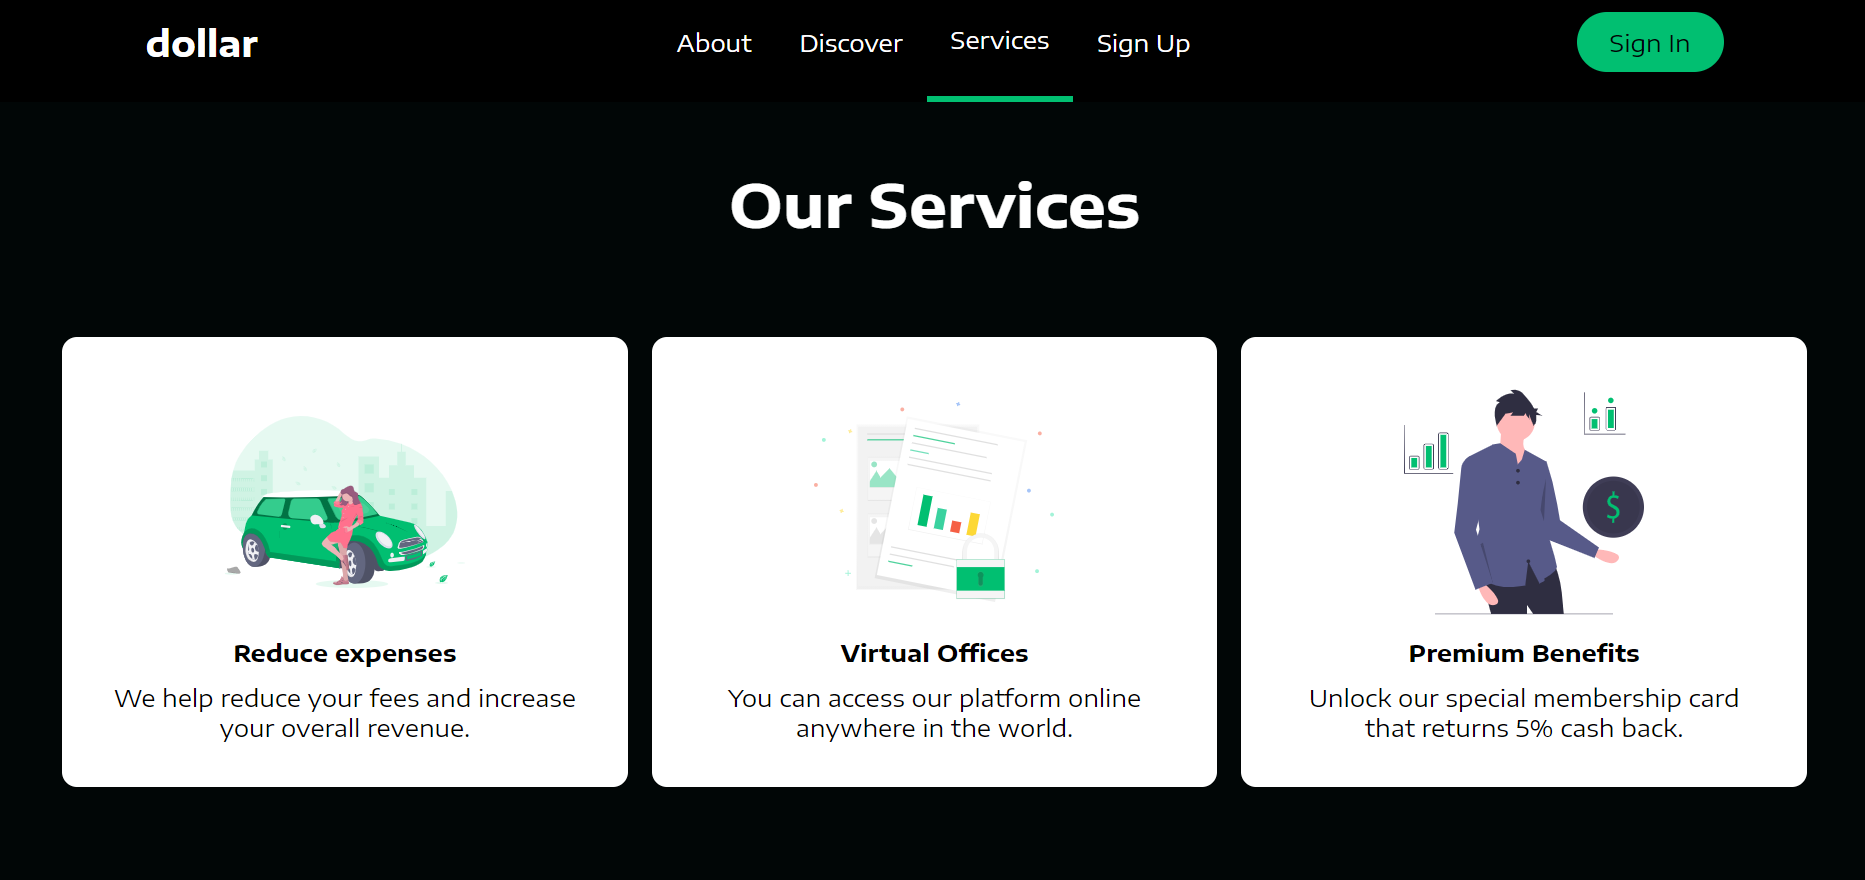 dollar
About
Discover
Services
Sign Up
Sign In
Our Services
$
Reduce expenses
We help reduce your fees and increase
your overall revenue.
Virtual Offices
You can access our platform online
anywhere in the world.
Premium Benefits
Unlock our special membership card
that returns 5% cash back.